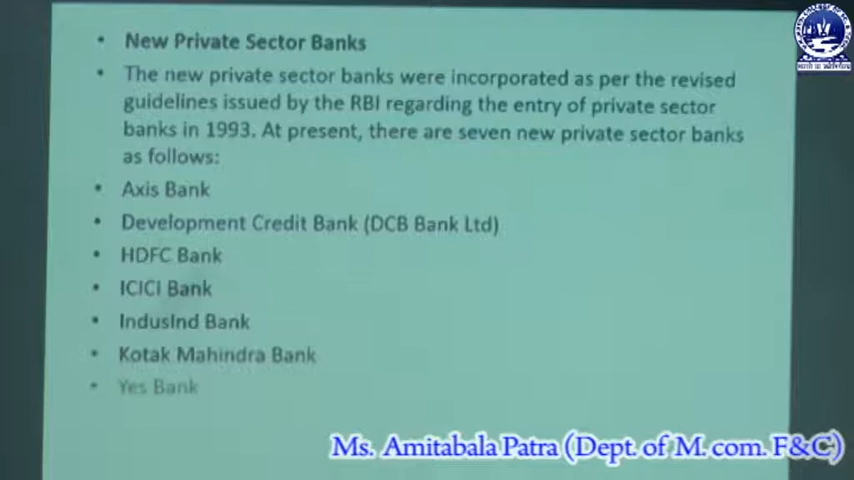 • New Private Sector Banks
• The new private sector banks were incorporated as per the revised
guidelines issued by the RBI regarding the entry of private sector
banks in 1993. At present, there are seven new private sector banks
as follows:
• Axis Bank
• Development Credit Bank (DCB Bank Ltd)
• HDFC Bank
• ICICI Bank
• IndusInd Bank
• Kotak Mahindra Bank
• Yes Bank
Ms. Amitabala Patra (Dept. of M.com. F&C)